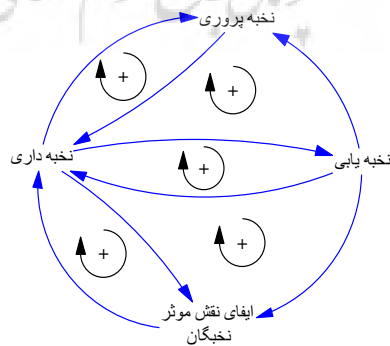 نخبه پروری
+
+
نخبه داری
+
نخبه یابی
+
+
ایفای نقش موثر
نخبگان